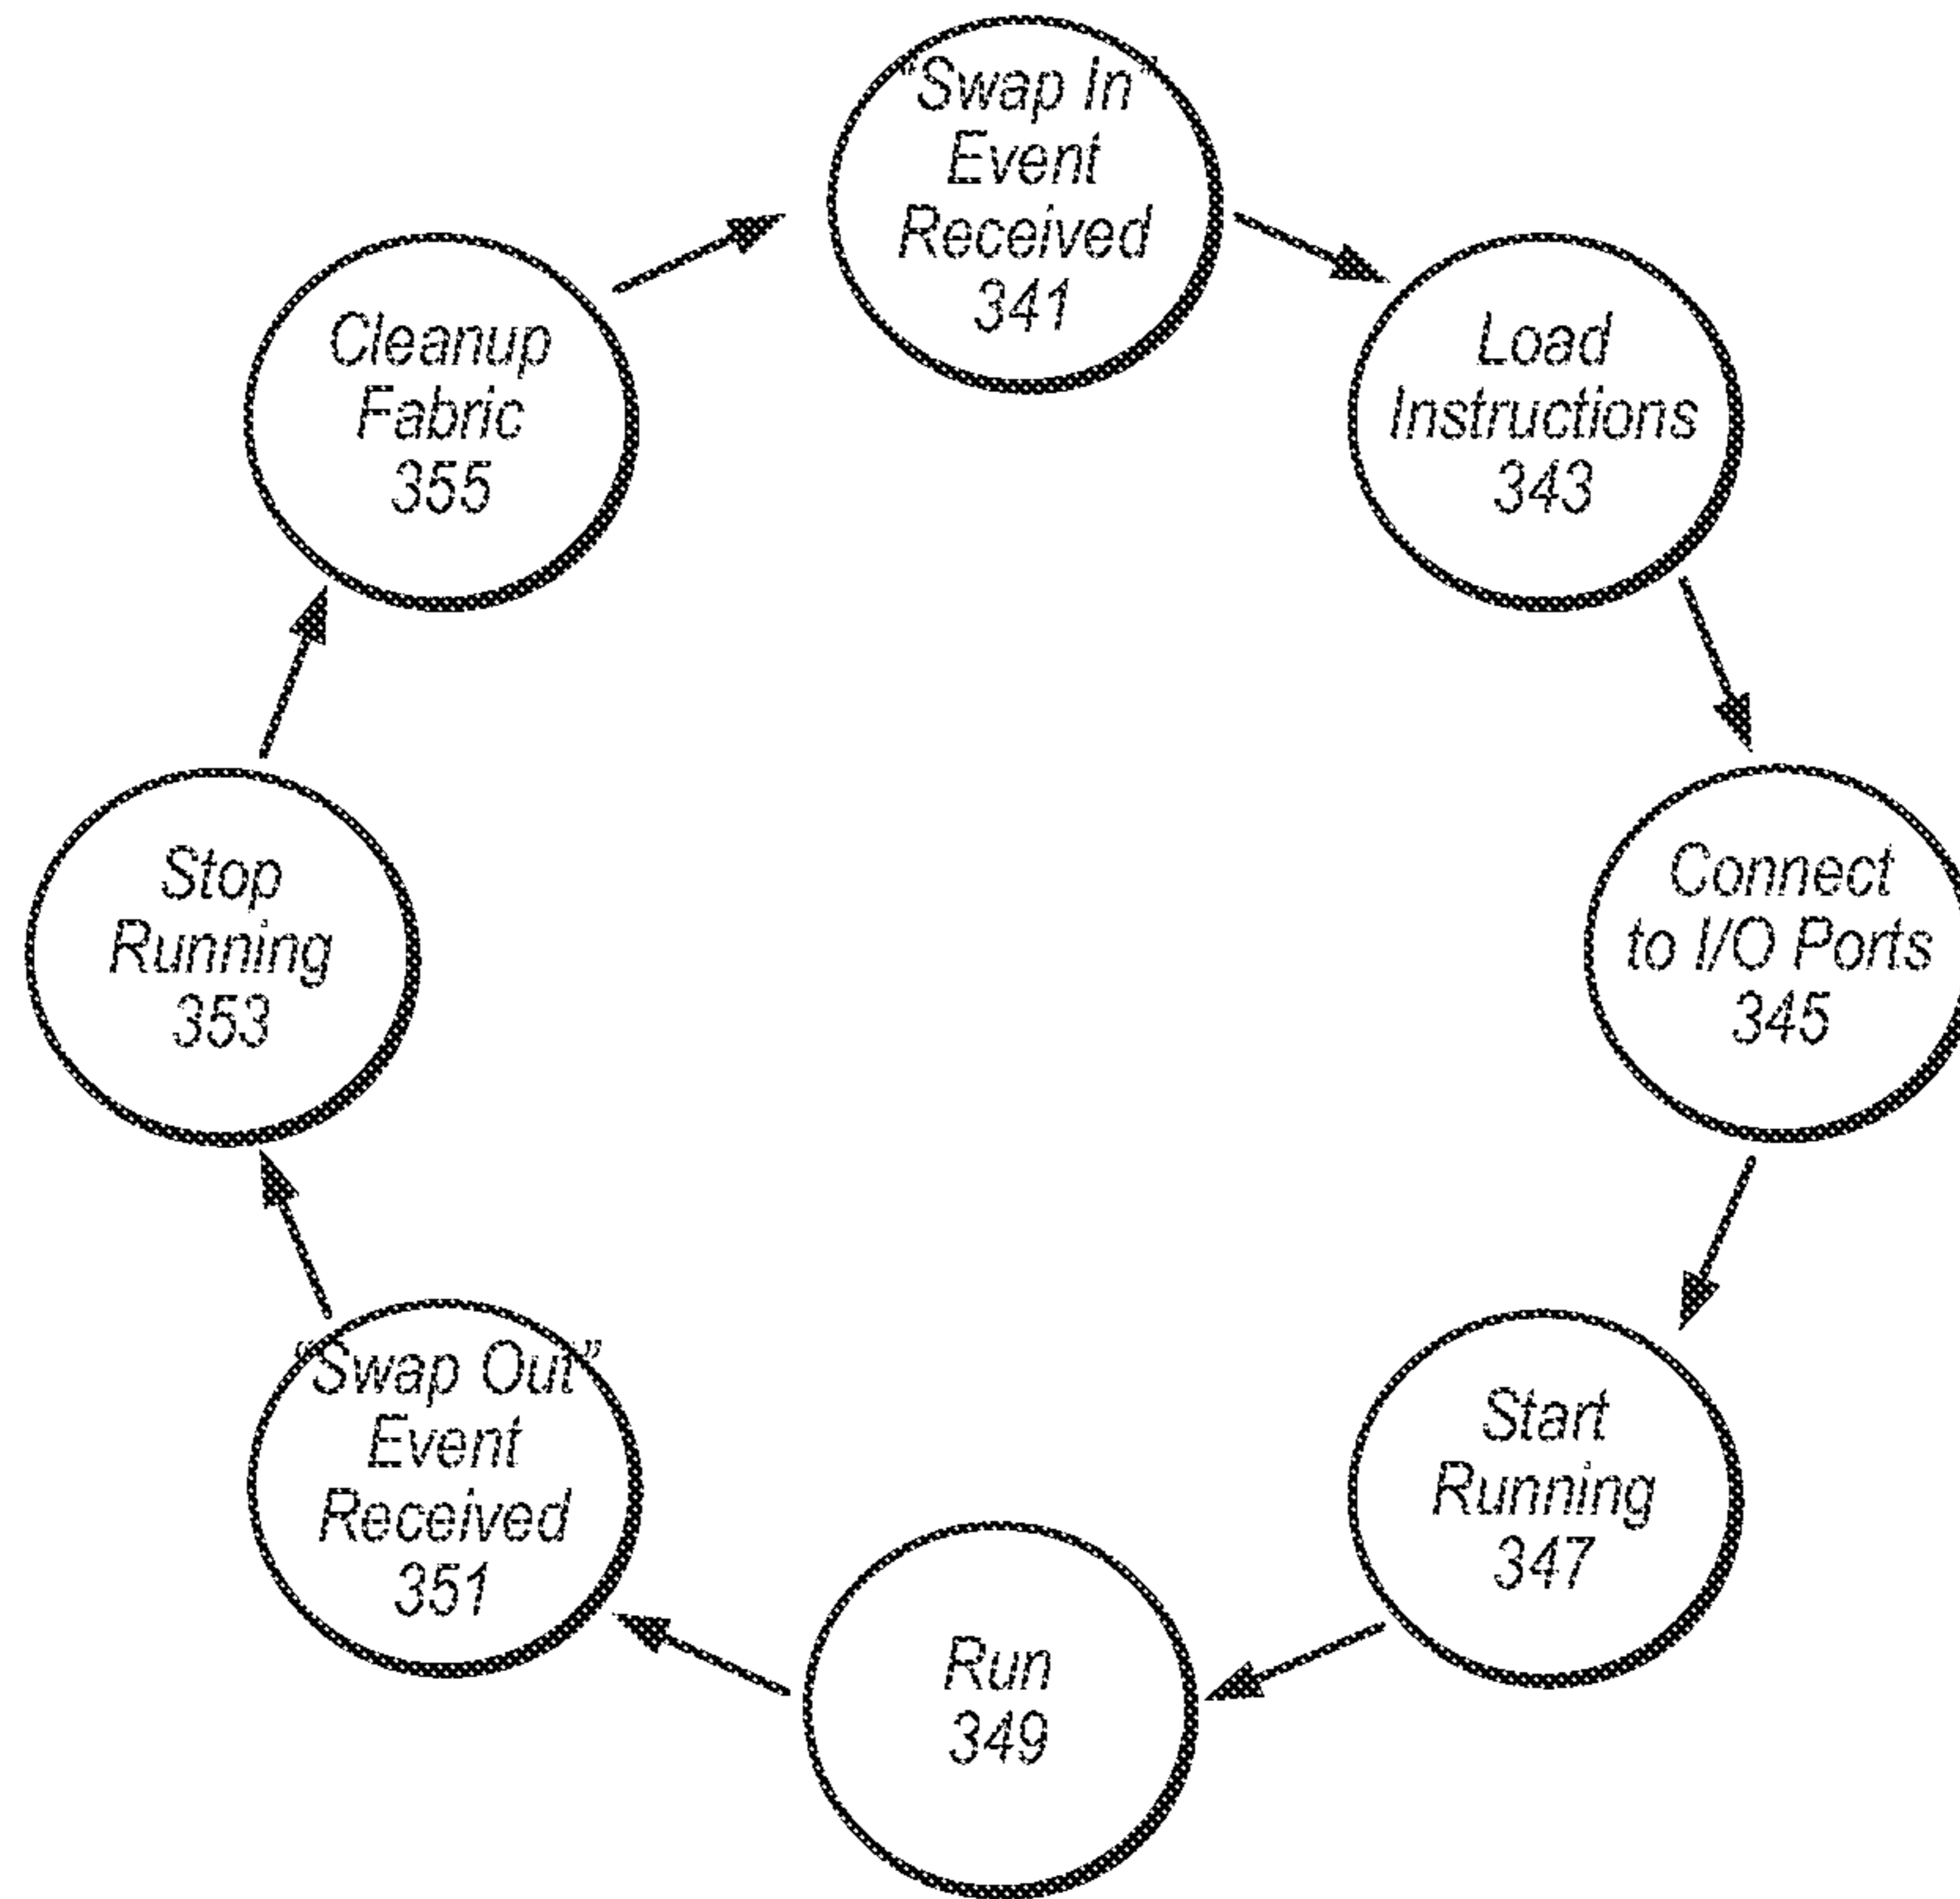 “Swap In”
Event
Received
341
Load
Instructions
343
Connect
to I/O Ports
345
Start
Running
347
Run
349
“Swap Out”
Event
Received
351
Stop
Running
353
Cleanup
Fabric
355